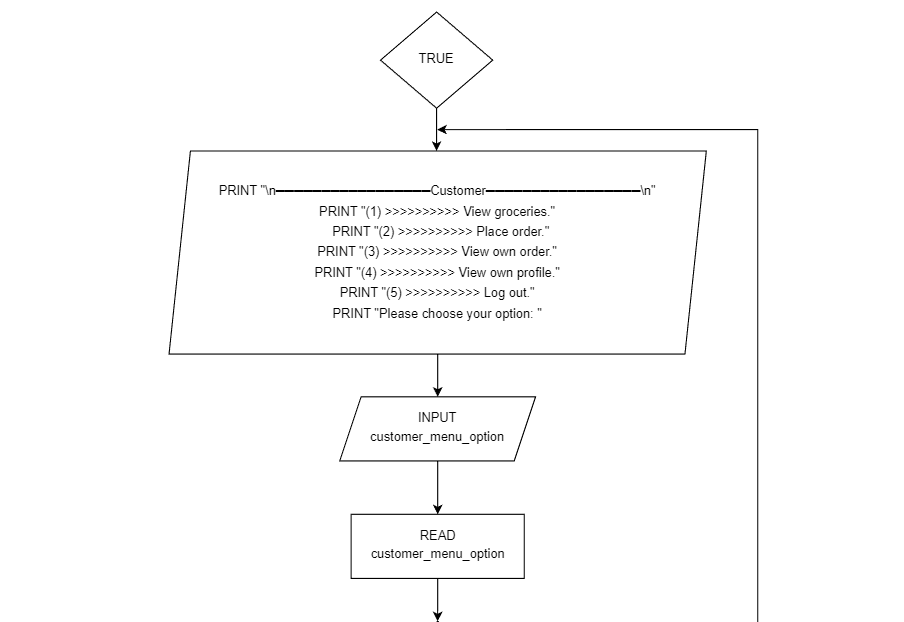 TRUE
PRINT "\n-------------------------Customer-------------------------\n"
PRINT "(1) >>>>>>>>>> View groceries."
PRINT "(2) >>>>>>>>>> Place order."
PRINT "(3) >>>>>>>>>> View own order."
PRINT "(4) >>>>>>>>>> View own profile."
PRINT "(5) >>>>>>>>>> Log out."
PRINT "Please choose your option: "
INPUT
customer_menu_option
READ
customer_menu_option